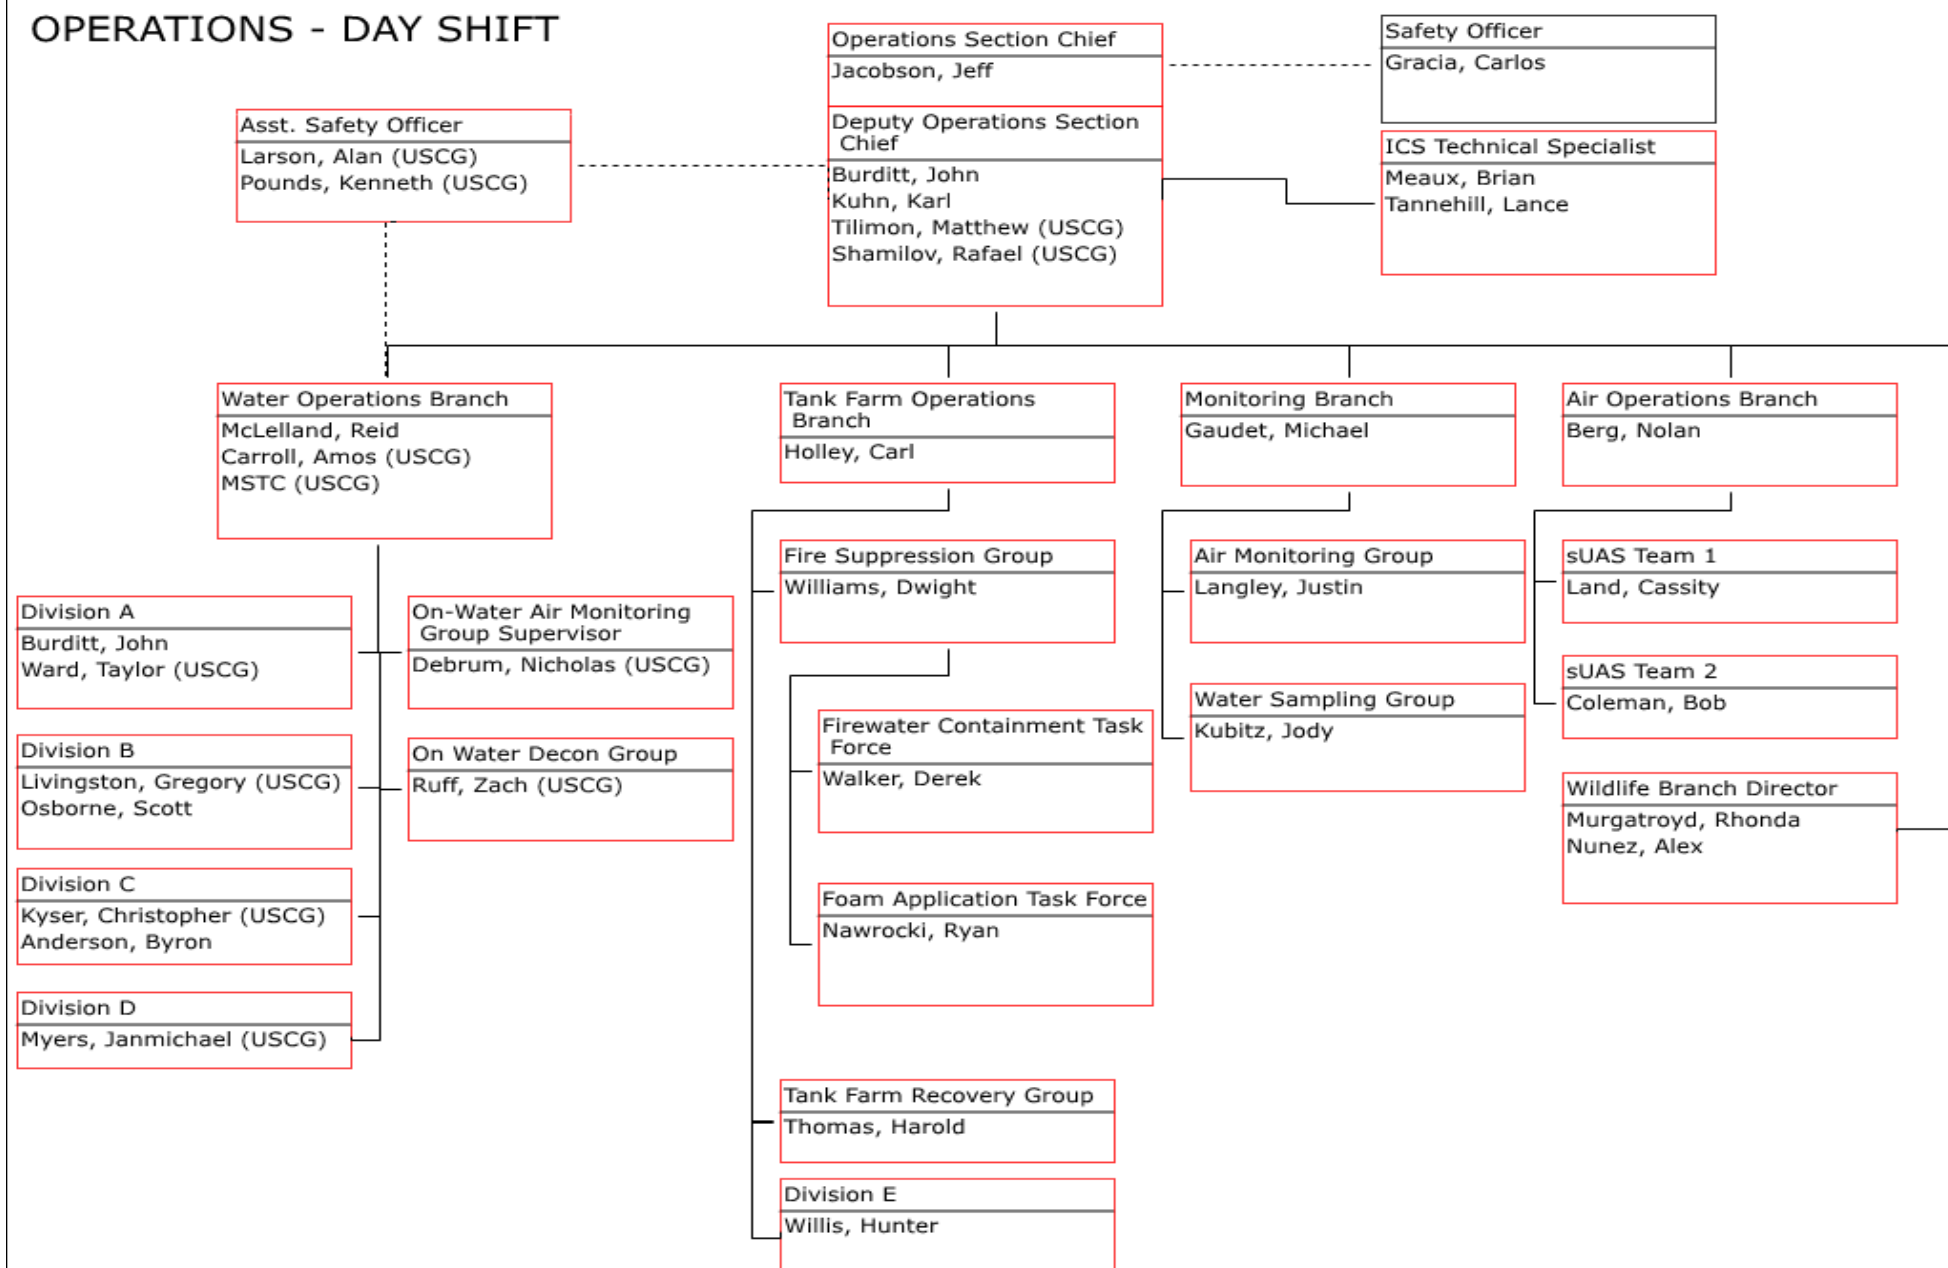 OPERATIONS - DAY SHIFT
Operations Section Chief
Jacobson, Jeff
Safety Officer
Gracia, Carlos
Asst. Safety Officer
Larson, Alan (USCG)
Pounds, Kenneth (USCG)
Deputy Operations Section
Chief
Burditt, John
Kuhn, Karl
Tilimon, Matthew (USCG)
Shamilov, Rafael (USCG)
ICS Technical Specialist
Meaux, Brian
Tannehill, Lance
Water Operations Branch
McLelland, Reid
Carroll, Amos (USCG)
MSTC (USCG)
Tank Farm Operations
Branch
Holley, Carl
Monitoring Branch
Gaudet, Michael
Air Operations Branch
Berg, Nolan
Division A
Burditt, John
Ward, Taylor (USCG)
On-Water Air Monitoring
Group Supervisor
Debrum, Nicholas (USCG)
Division B
Livingston, Gregory (USCG)
Osborne, Scott
On Water Decon Group
Ruff, Zach (USCG)
Division C
Kyser, Christopher (USCG)
Anderson, Byron
Division D
Myers, Janmichael (USCG)
Fire Suppression Group
Williams, Dwight
Firewater Containment Task
Force
Walker, Derek
Foam Application Task Force
Nawrocki, Ryan
Tank Farm Recovery Group
Thomas, Harold
Division E
Willis, Hunter
Air Monitoring Group
Langley, Justin
Water Sampling Group
Kubitz, Jody
sUAS Team 1
Land, Cassity
sUAS Team 2
Coleman, Bob
Wildlife Branch Director
Murgatroyd, Rhonda
Nunez, Alex